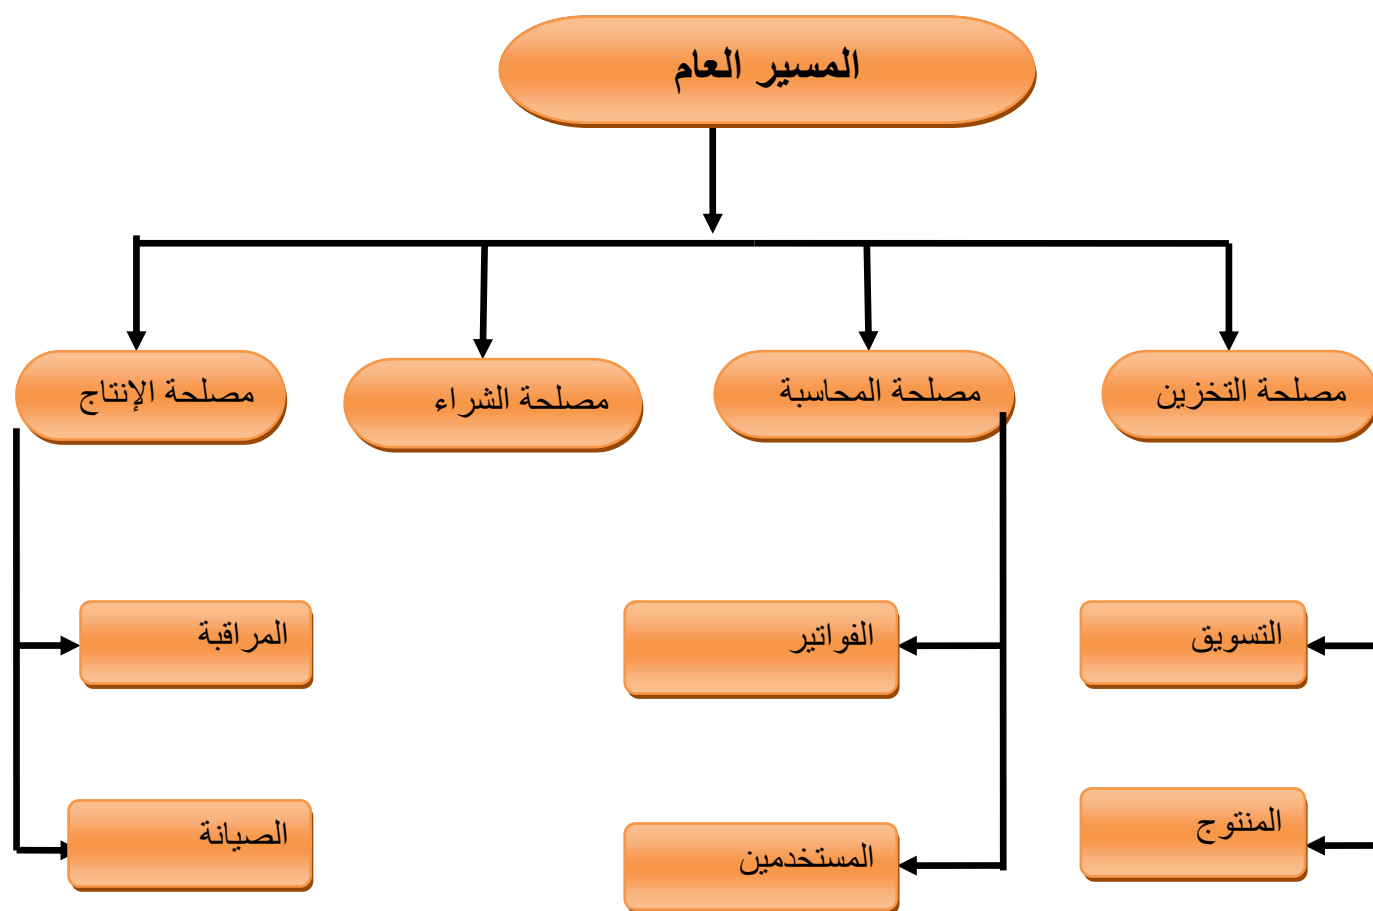 المسير العام
مصلحة التخزين
مصلحة المحاسبة
مصلحة الشراء
مصلحة الإنتاج
التسويق
الفواتير
المراقبة
المنتوج
المستخدمين
الصيانة